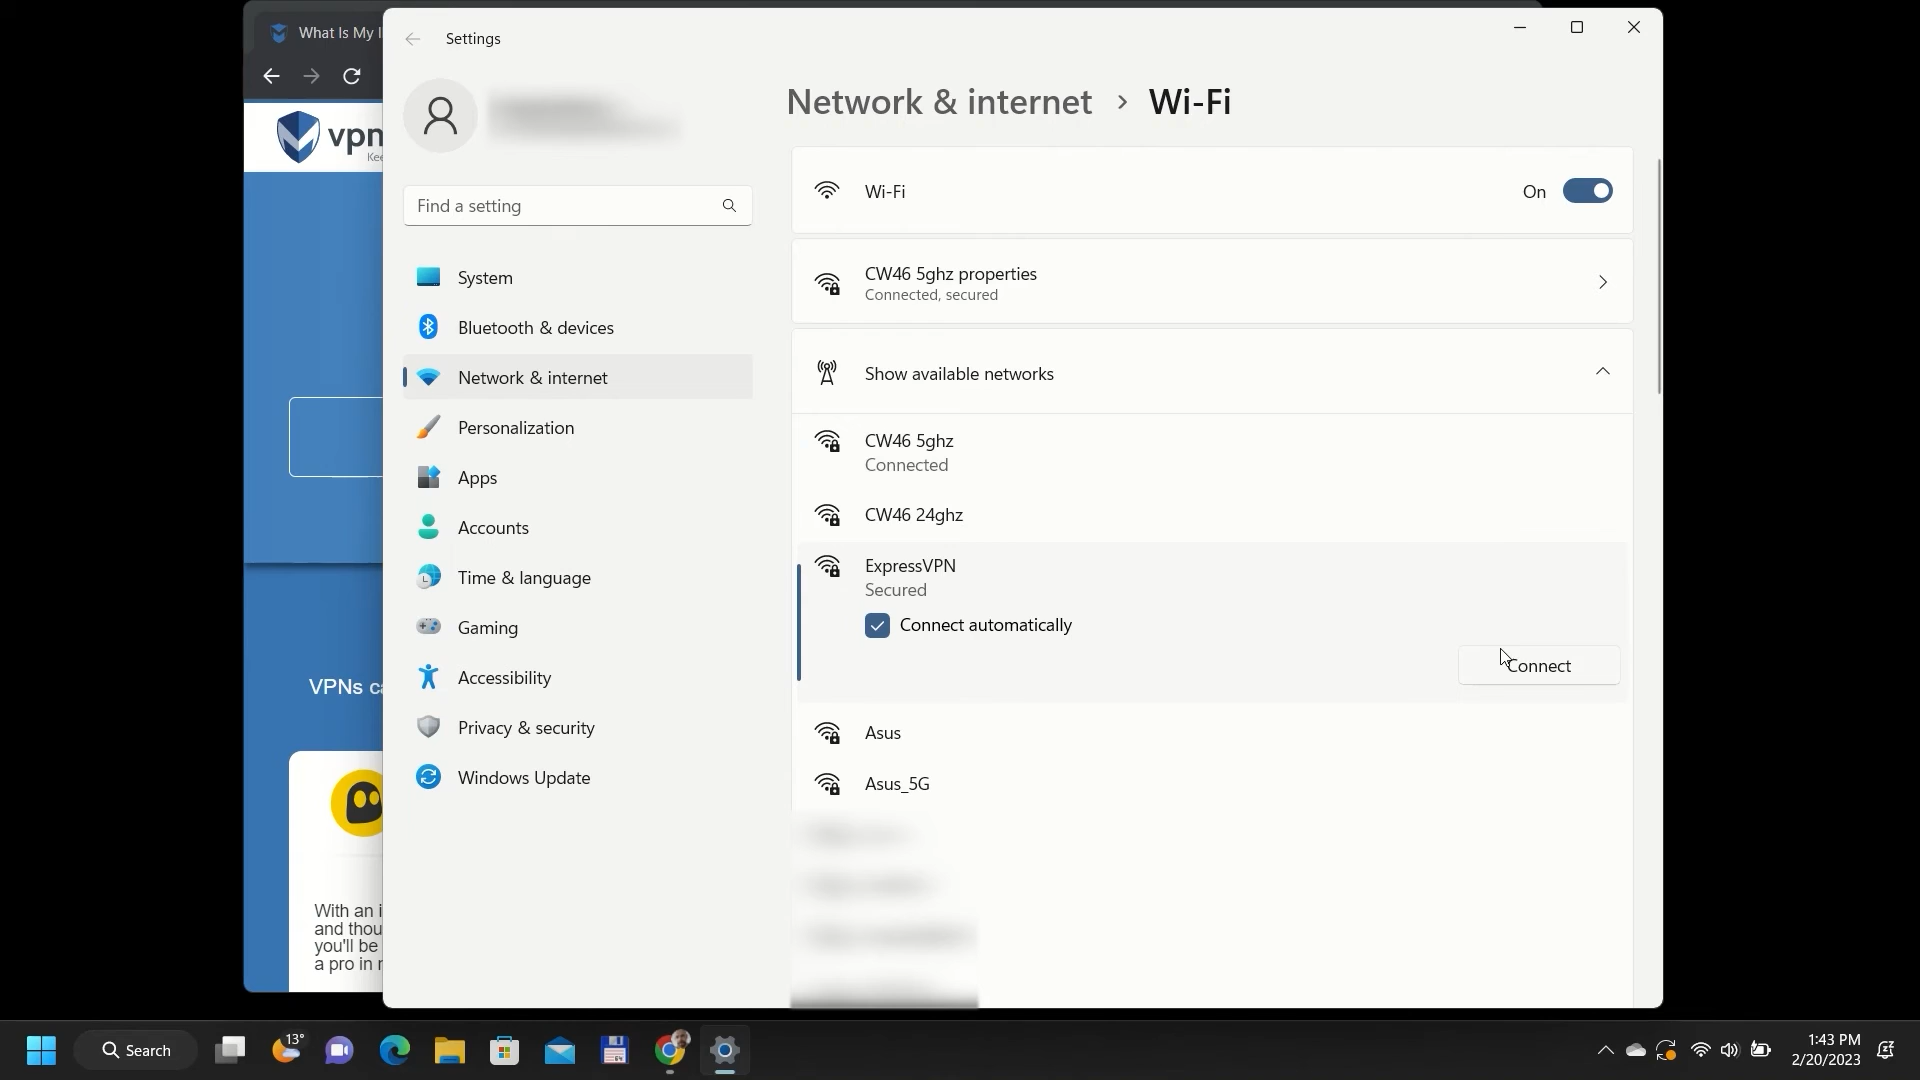 What Is My I
Settings
vpn
Kee
Find a setting
System
Bluetooth & devices
Network & internet
Personalization
Apps
Accounts
Time & language
Gaming
Accessibility
Privacy & security
Windows Update
Network & internet > Wi-Fi
Wi-Fi
On
CW46 5ghz properties
Connected, secured
Show available networks
CW46 5ghz
Connected
CW46 24ghz
ExpressVPN
Secured
Connect automatically
Connect
Asus
Asus_5G
VPNs ca
With an i
and thou
you'll be
a pro in r
13°
Search
1:43 PM
2/20/2023